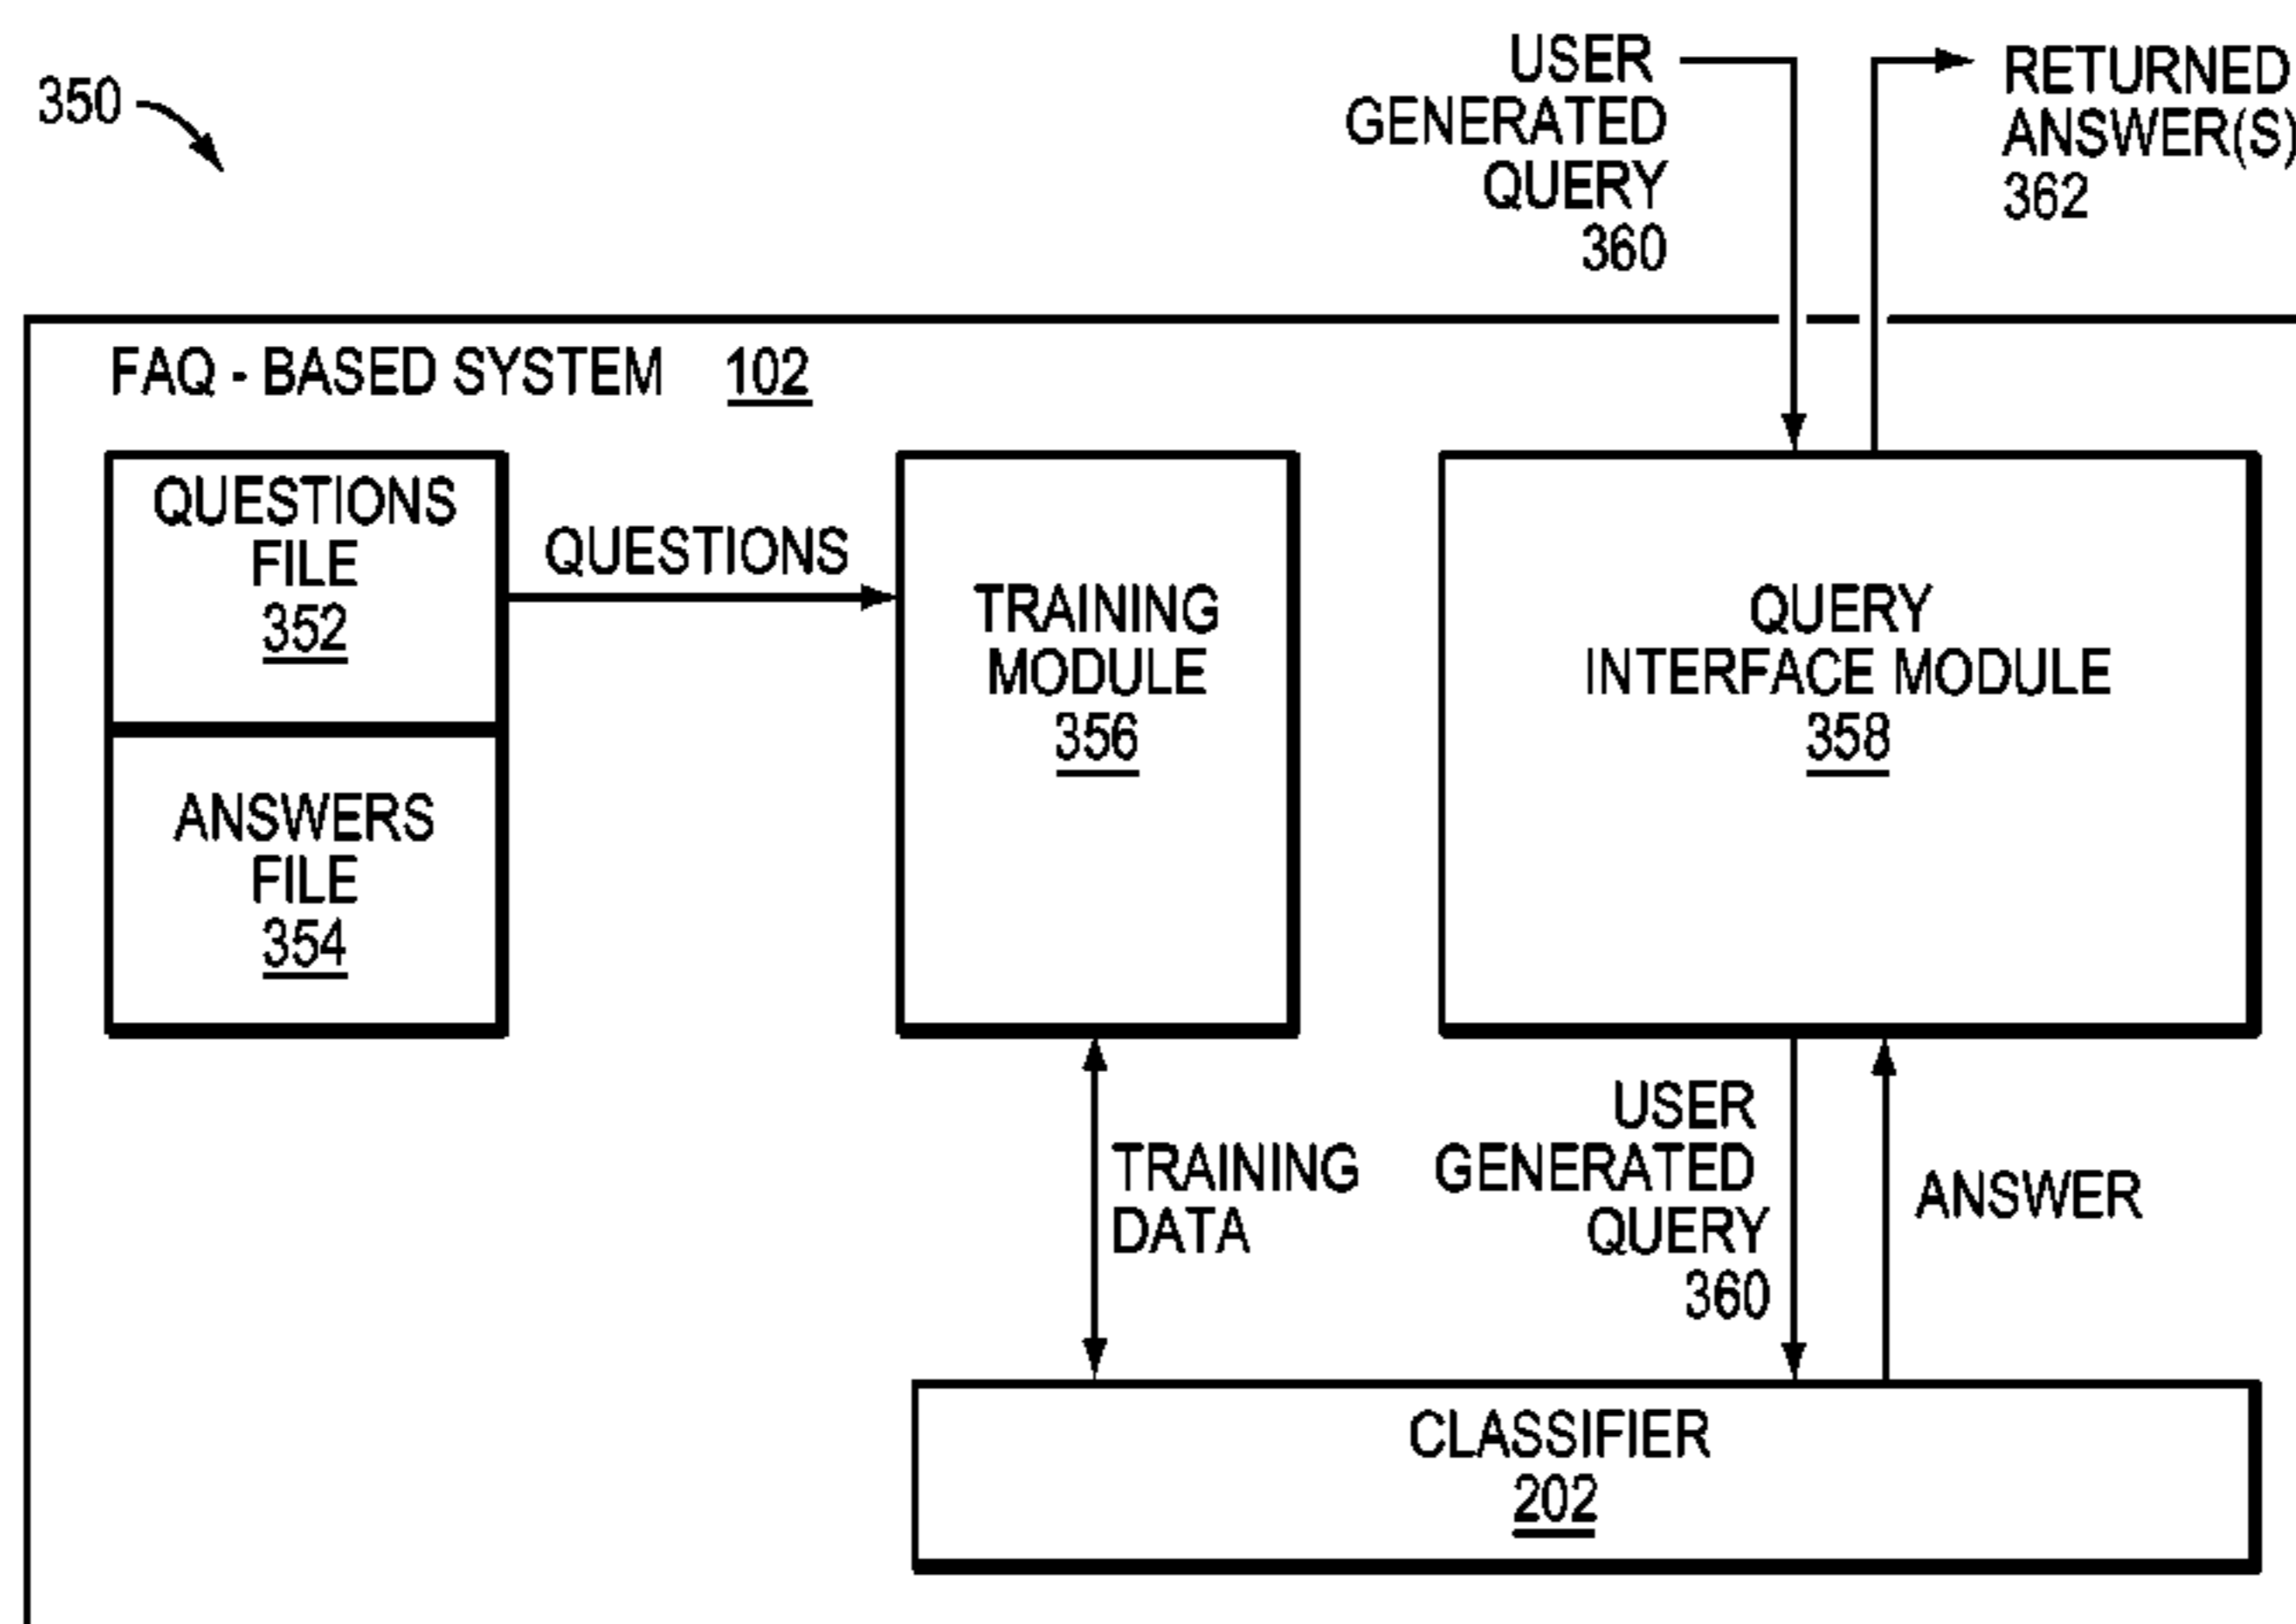 350
USER
GENERATED
QUERY
360
RETURNED
ANSWER(S)
362
FAQ - BASED SYSTEM 102
QUESTIONS
FILE
352
QUESTIONS
ANSWERS
FILE
354
TRAINING
MODULE
356
QUERY
INTERFACE MODULE
358
TRAINING
DATA
USER
GENERATED
QUERY
360
ANSWER
CLASSIFIER
202